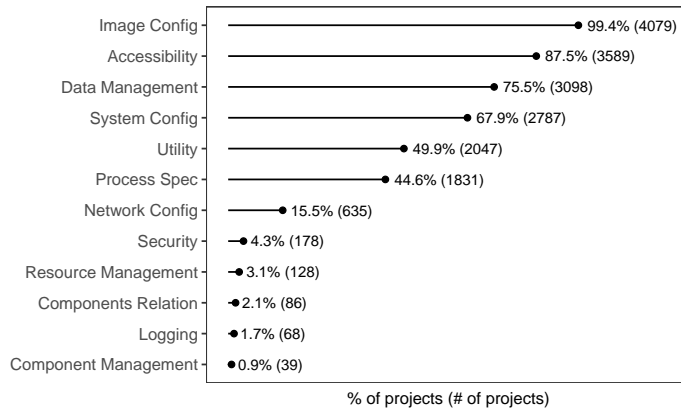 Image Config 99.4% (4079)
Accessibility 87.5% (3589)
Data Management 75.5% (3098)
System Config 67.9% (2787)
Utility 49.9% (2047)
Process Spec 44.6% (1831)
Network Config 15.5% (635)
Security 4.3% (178)
Resource Management 3.1% (128)
Components Relation 2.1% (86)
Logging 1.7% (68)
Component Management 0.9% (39)
% of projects (# of projects)